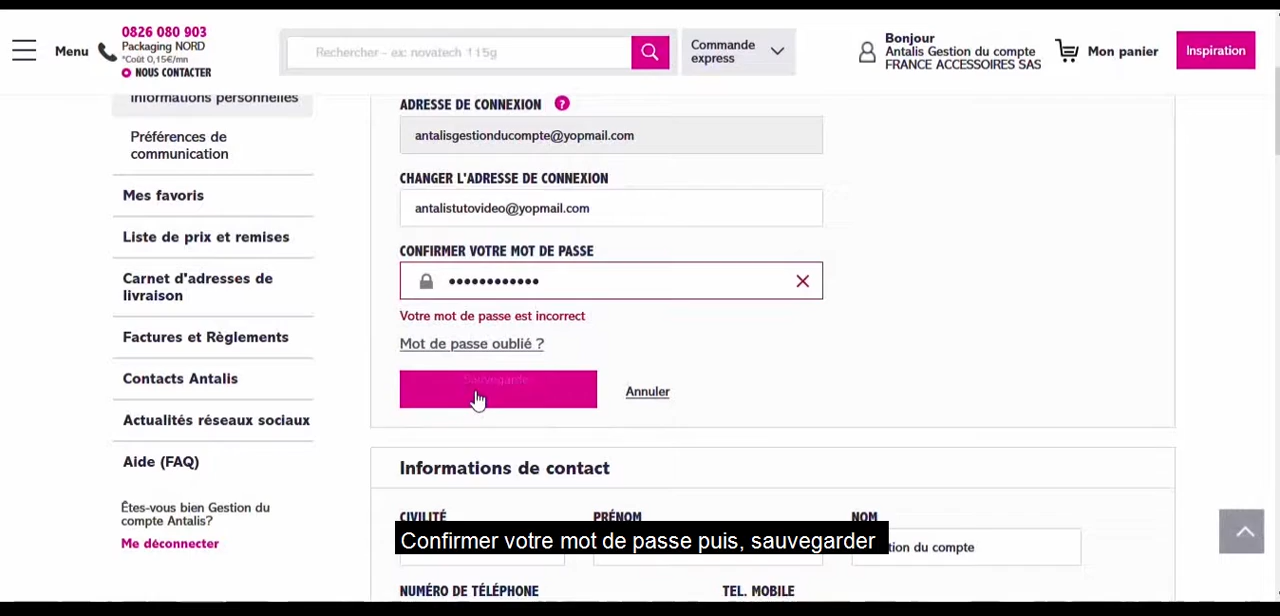 Menu
0826 080 903
Packaging NORD
*Coût 0,15€/mn
NOUS CONTACTER
Rechercher - ex: novatech 115g
Commande
express
Bonjour
Antalis Gestion du compte
FRANCE ACCESSOIRES SAS
Mon panier
Inspiration
Informations personnelles
Préférences de
communication
Mes favoris
Liste de prix et remises
Carnet d'adresses de
livraison
Factures et Règlements
Contacts Antalis
Actualités réseaux sociaux
Aide (FAQ)
Êtes-vous bien Gestion du
compte Antalis?
Me déconnecter
ADRESSE DE CONNEXION ?
antalisgestionducompte@yopmail.com
CHANGER L'ADRESSE DE CONNEXION
antalistutovideo@yopmail.com
CONFIRMER VOTRE MOT DE PASSE
••••••••••••
Votre mot de passe est incorrect
Mot de passe oublié ?
Sauvegarde
Annuler
Informations de contact
CIVILITÉ
PRÉNOM
NOM
Confirmer votre mot de passe puis, sauvegarder
tion du compte
NUMÉRO DE TÉLÉPHONE
TEL. MOBILE